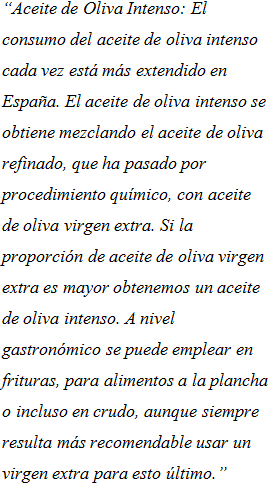 “Aceite de Oliva Intenso: El
consumo del aceite de oliva intenso
cada vez está más extendido en
España. El aceite de oliva intenso se
obtiene mezclando el aceite de oliva
refinado, que ha pasado por
procedimiento químico, con aceite
de oliva virgen extra. Si la
proporción de aceite de oliva virgen
extra es mayor obtenemos un aceite
de oliva intenso. A nivel
gastronómico se puede emplear en
frituras, para alimentos a la plancha
o incluso en crudo, aunque siempre
resulta más recomendable usar un
virgen extra para esto último.”